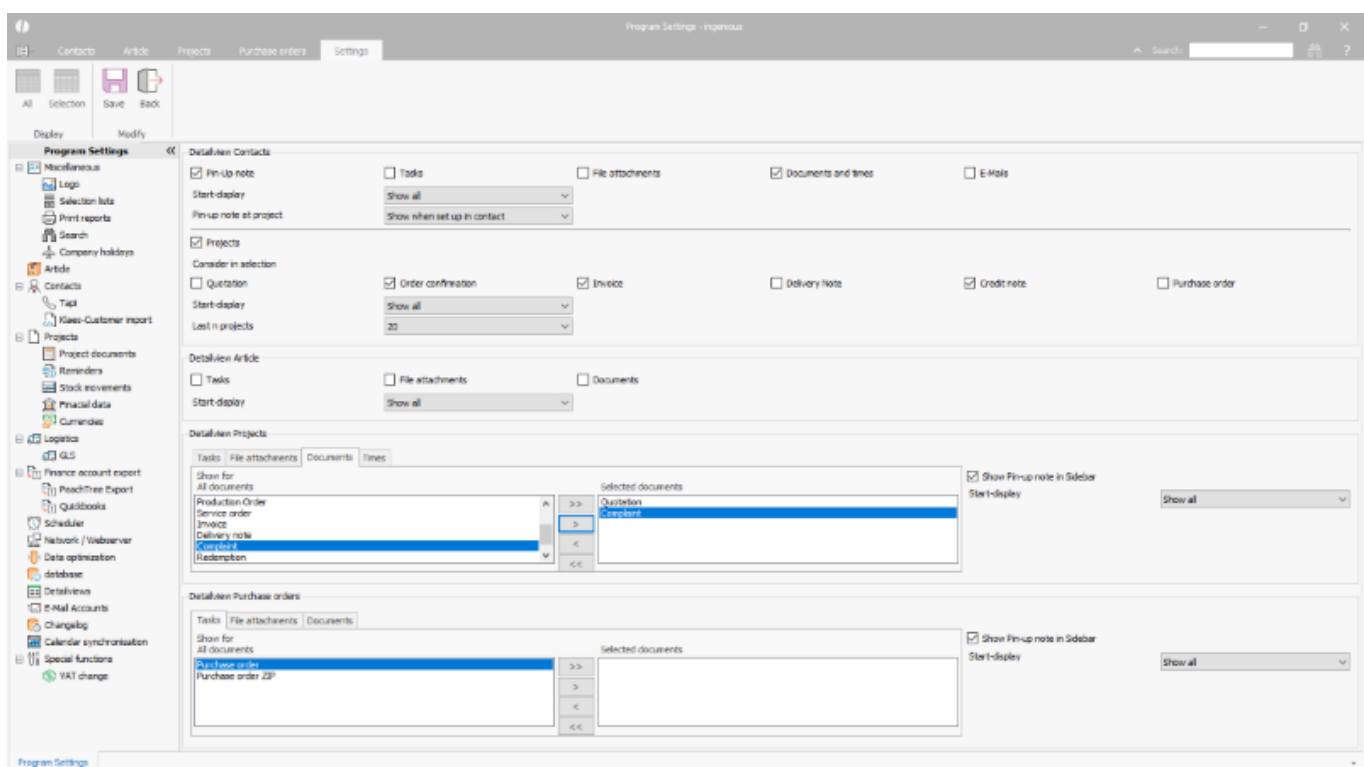 Program Settings - ingenious
Contacts Article Projects Purchase orders Settings Search: ?
All Selection Save Back
Display Modify
Program Settings
Miscellaneous
Logo
Selection lists
Print reports
Search
Company holidays
Article
Contacts
Tapi
Klaes-Customer import
Projects
Project documents
Reminders
Stock movements
Finacial data
Currencies
Logistics
GLS
Finance account export
PeachTree Export
Quickbooks
Scheduler
Network / Webserver
Data optimization
database
Detailviews
E-Mail Accounts
Changelog
Calendar synchronisation
Special functions
VAT change
Detailview Contacts
Pin-Up note Tasks File attachments Documents and times E-Mails
Start-display Show all
Pin-up note at project Show when set up in contact
Projects
Consider in selection
Quotation Order confirmation Invoice Delivery Note Credit note Purchase order
Start-display Show all
Last n projects 20
Detailview Article
Tasks File attachments Documents
Start-display Show all
Detailview Projects
Tasks File attachments Documents Times
Show for
All documents Selected documents
Production Order
Service order
Invoice
Delivery note
Complaint
Redemption
>>
>
<
<<
Quotation
Complaint
Show Pin-up note in Sidebar
Start-display Show all
Detailview Purchase orders
Tasks File attachments Documents
Show for
All documents Selected documents
Purchase order
Purchase order ZIP
>>
>
<
<<
Show Pin-up note in Sidebar
Start-display Show all
Program Settings